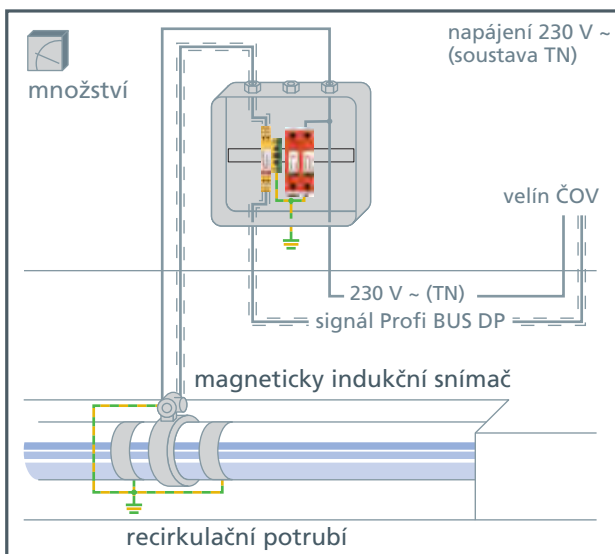 napájení 230 V ~
(soustava TN)
množství
velín ČOV
230 V ~ (TN)
signál Profi BUS DP
magneticky indukční snímač
recirkulační potrubí